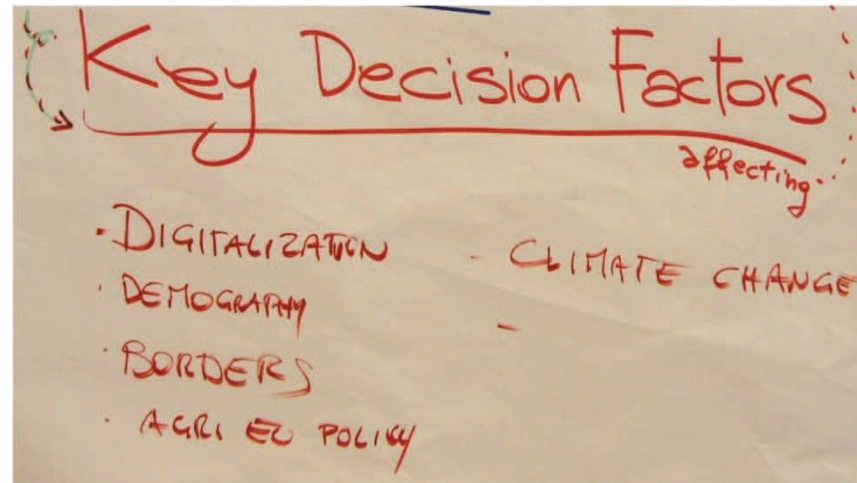 Key Decision Factors
affecting...
· DIGITALIZATION
· DEMOGRAPHY
· BORDERS
· AGRI EU POLICY
- CLIMATE CHANGE
-